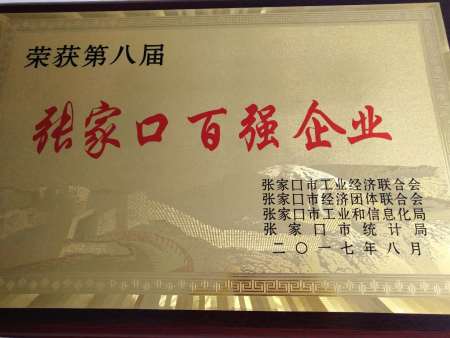 荣获第八届
张家口百强企业
张家口市工业经济联合会
张家口市经济团体联合会
张家口市工业和信息化局
张家口市统计局
二〇一七年八月